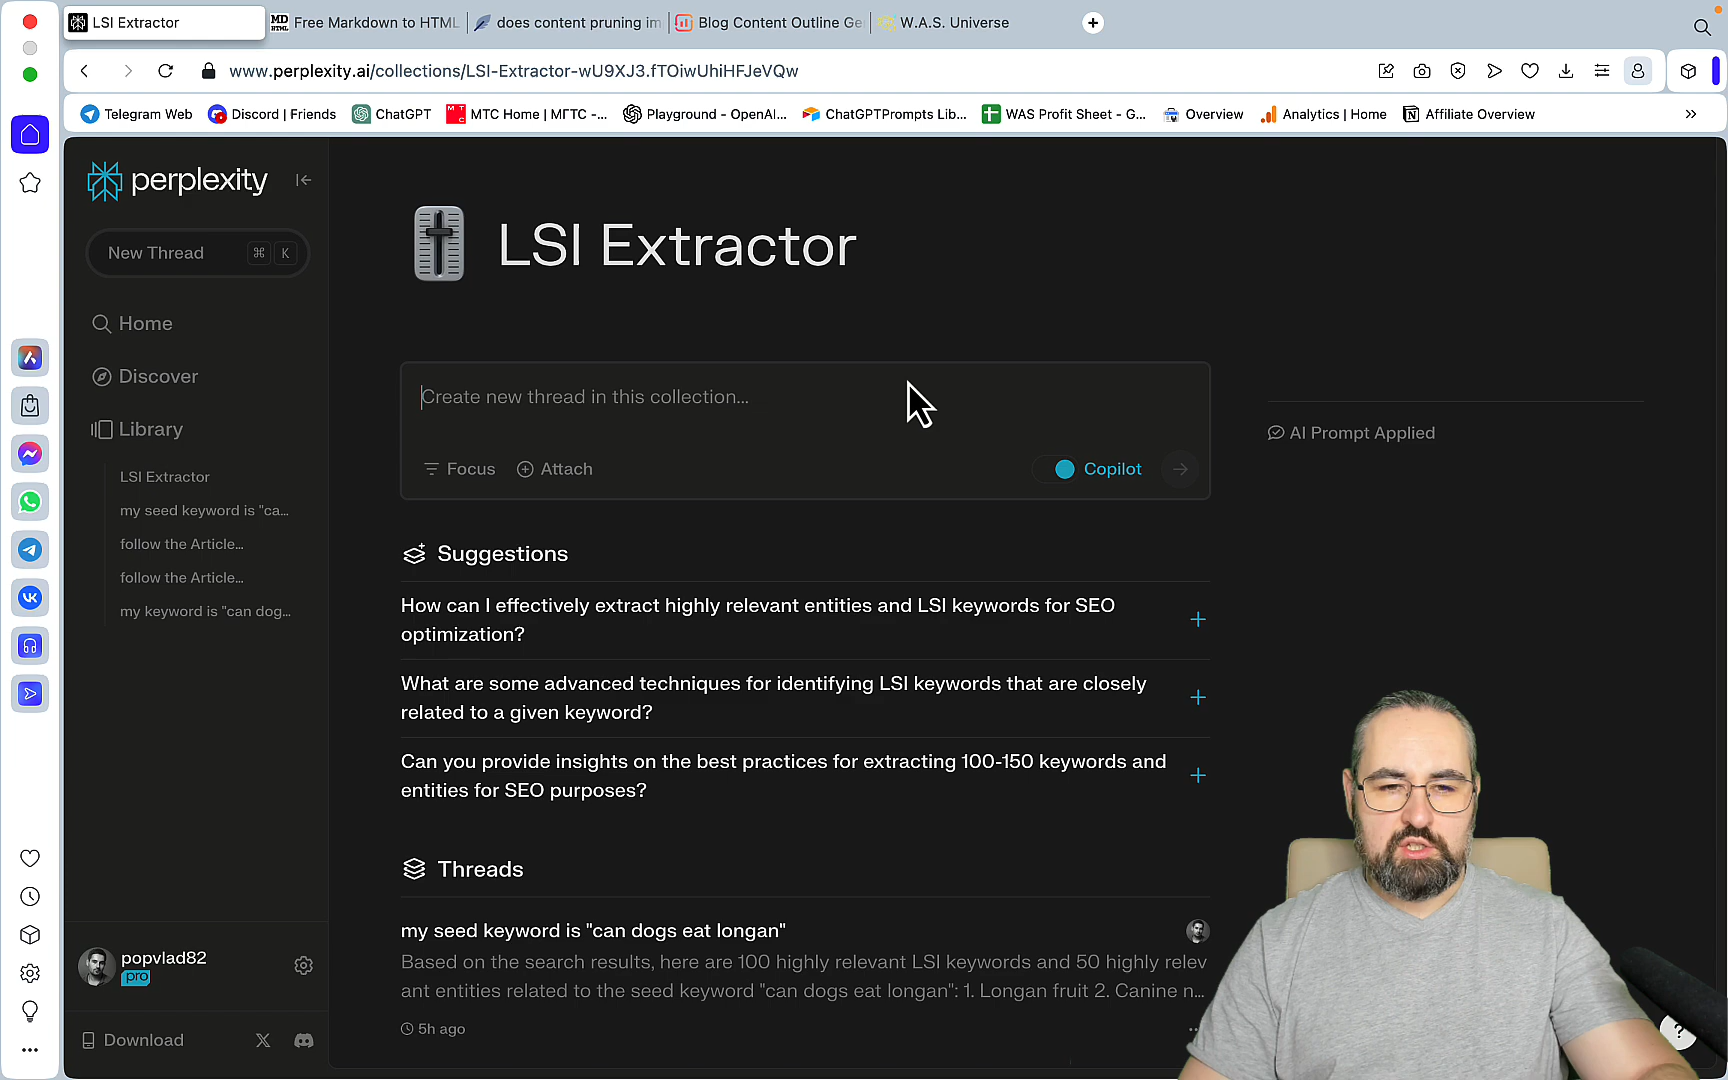 LSI Extractor
Free Markdown to HTML
does content pruning im
Blog Content Outline Ge
W.A.S. Universe
www.perplexity.ai/collections/LSI-Extractor-wU9XJ3.fTOiwUhiHFJeVQw
Telegram Web
Discord | Friends
ChatGPT
МТС Home | МГТС -...
Playground - OpenAI...
ChatGPTPrompts Lib...
WAS Profit Sheet - G...
Overview
Analytics | Home
Affiliate Overview
perplexity
New Thread
⌘ K
Home
Discover
Library
LSI Extractor
my seed keyword is "ca...
follow the Article...
follow the Article...
my keyword is "can dog...
popvlad82
pro
Download
LSI Extractor
Create new thread in this collection...
Focus
Attach
Copilot
AI Prompt Applied
Suggestions
How can I effectively extract highly relevant entities and LSI keywords for SEO
optimization?
What are some advanced techniques for identifying LSI keywords that are closely
related to a given keyword?
Can you provide insights on the best practices for extracting 100-150 keywords and
entities for SEO purposes?
Threads
my seed keyword is "can dogs eat longan"
Based on the search results, here are 100 highly relevant LSI keywords and 50 highly relev
ant entities related to the seed keyword "can dogs eat longan": 1. Longan fruit 2. Canine n...
5h ago
?